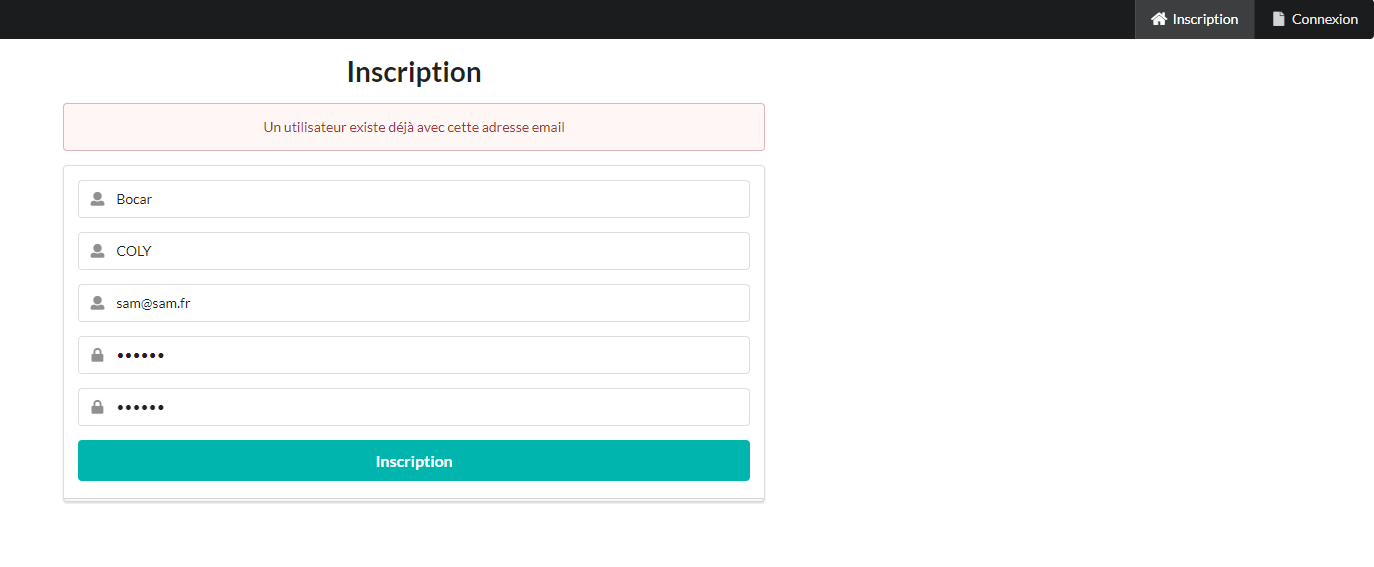 Inscription
Connexion
Inscription
Un utilisateur existe déjà avec cette adresse email
Bocar
COLY
sam@sam.fr
••••••
••••••
Inscription